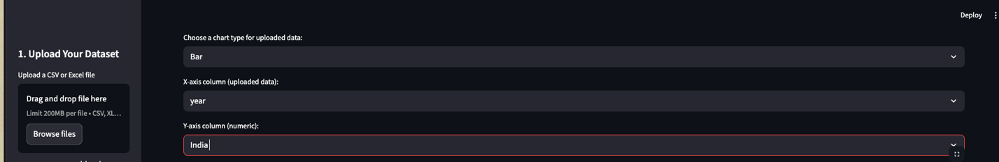 Deploy
1. Upload Your Dataset
Upload a CSV or Excel file
Drag and drop file here
Limit 200MB per file • CSV, XL...
Browse files
Choose a chart type for uploaded data:
Bar
X-axis column (uploaded data):
year
Y-axis column (numeric):
India